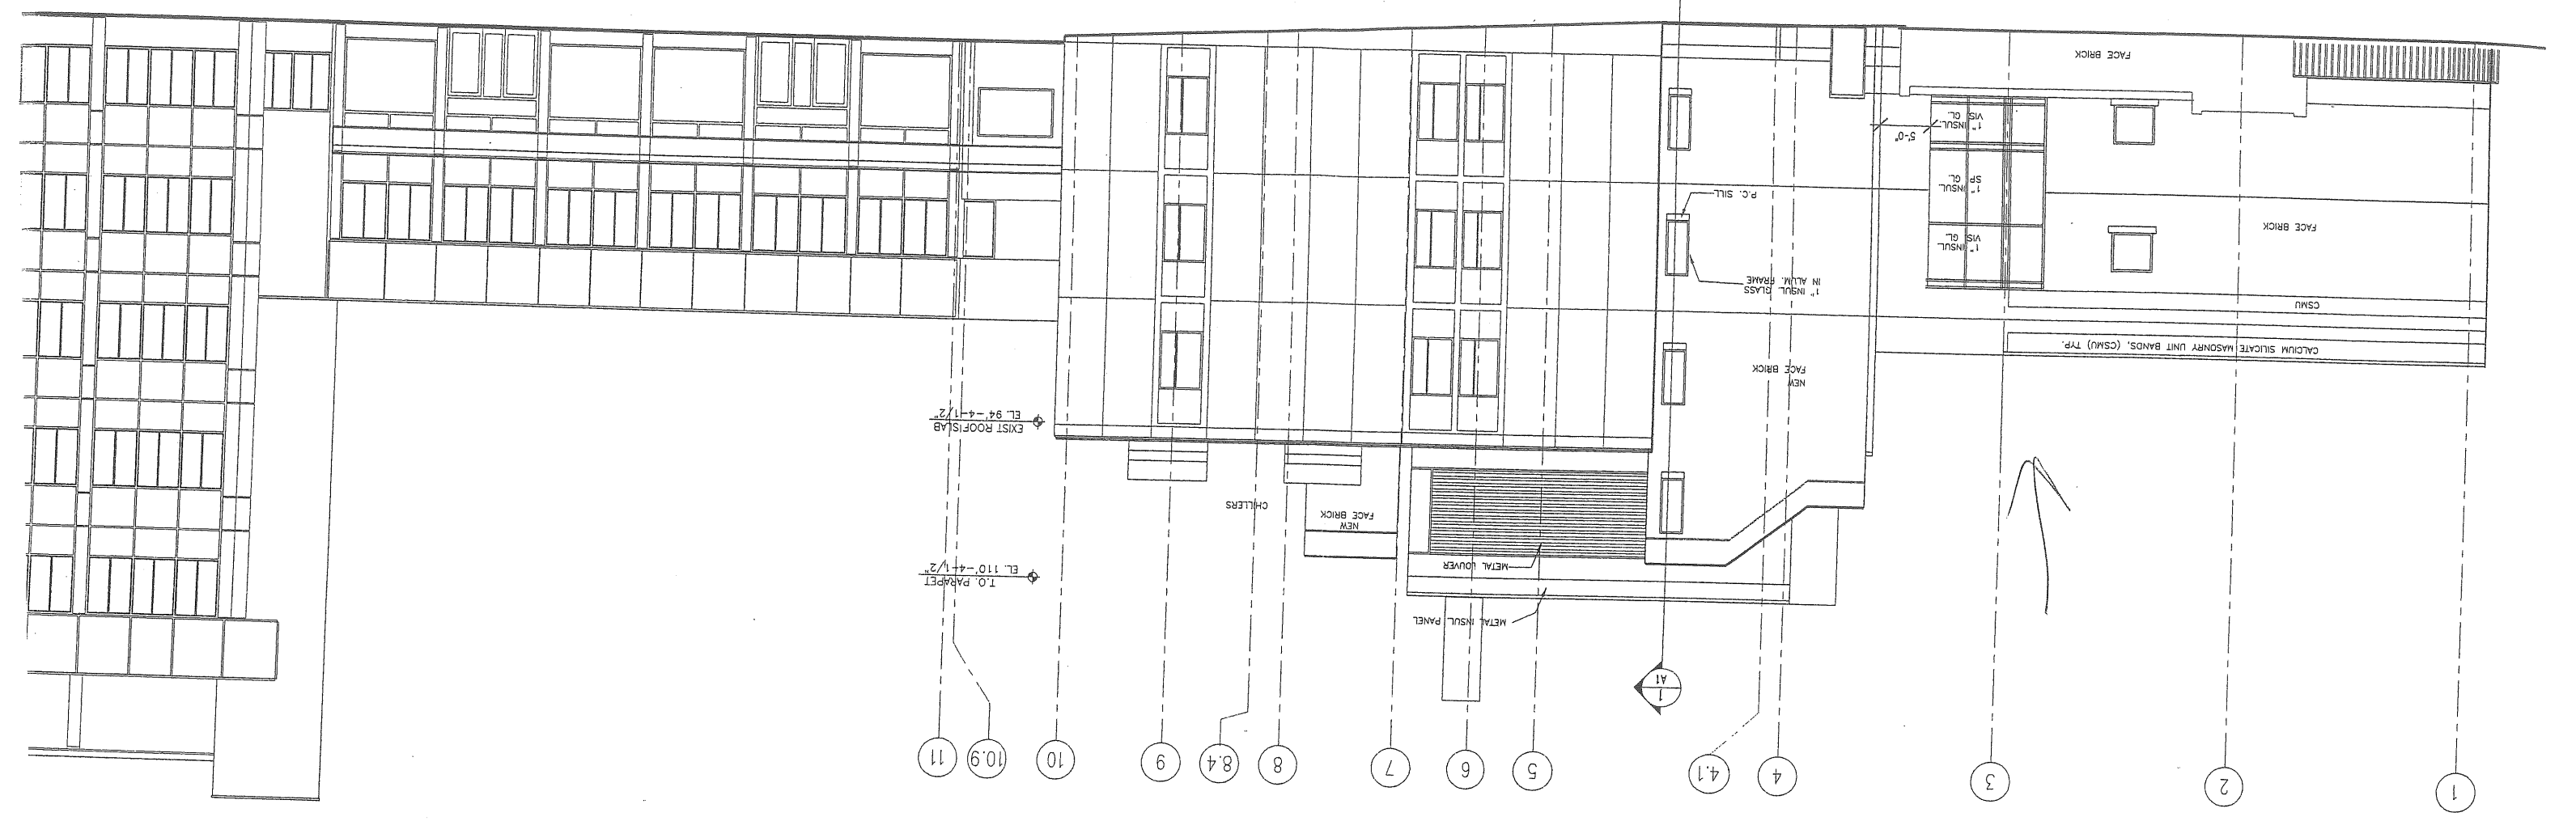 1
2
3
4
4.1
5
6
7
8
8.4
9
10
10.9
11
1
A1
METAL INSUL. PANEL
METAL LOUVER
T.O. PARAPET
EL. 110'-4-1/2"
NEW
FACE BRICK
CHILLERS
EXIST ROOF SLAB
EL. 94'-4-1/2"
NEW
FACE BRICK
CALCIUM SILICATE MASONRY UNIT BANDS, (CSMU) TYP.
CSMU
1" INSUL. GLASS
IN ALUM. FRAME
1" INSUL.
VIS GL.
FACE BRICK
P.C. SILL
1" INSUL.
SP GL.
5'-0"
1" INSUL.
VIS GL.
FACE BRICK